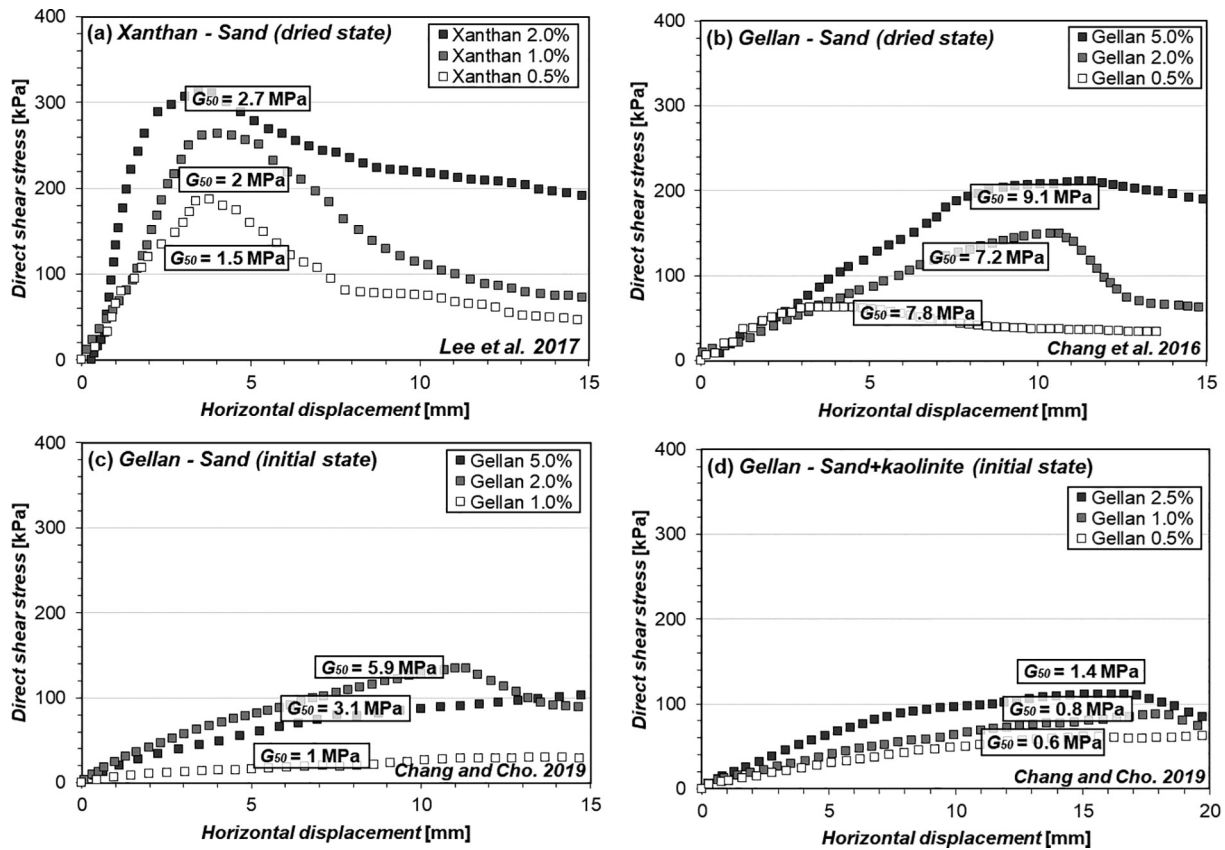 (a) Xanthan - Sand (dried state)
Xanthan 2.0%
Xanthan 1.0%
Xanthan 0.5%
G50 = 2.7 MPa
G50 = 2 MPa
G50 = 1.5 MPa
Lee et al. 2017
Direct shear stress [kPa]
400
300
200
100
0
0
5
10
15
Horizontal displacement [mm]
(b) Gellan - Sand (dried state)
Gellan 5.0%
Gellan 2.0%
Gellan 0.5%
G50 = 9.1 MPa
G50 = 7.2 MPa
G50 = 7.8 MPa
Chang et al. 2016
Direct shear stress [kPa]
400
300
200
100
0
0
5
10
15
Horizontal displacement [mm]
(c) Gellan - Sand (initial state)
Gellan 5.0%
Gellan 2.0%
Gellan 1.0%
G50 = 5.9 MPa
G50 = 3.1 MPa
G50 = 1 MPa
Chang and Cho. 2019
Direct shear stress [kPa]
400
300
200
100
0
0
5
10
15
Horizontal displacement [mm]
(d) Gellan - Sand+kaolinite (initial state)
Gellan 2.5%
Gellan 1.0%
Gellan 0.5%
G50 = 1.4 MPa
G50 = 0.8 MPa
G50 = 0.6 MPa
Chang and Cho. 2019
Direct shear stress [kPa]
400
300
200
100
0
0
5
10
15
20
Horizontal displacement [mm]